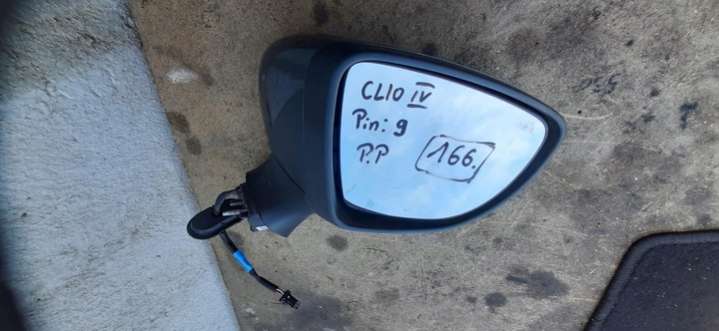 CLIO IV
Pin: 9
P.P
166.